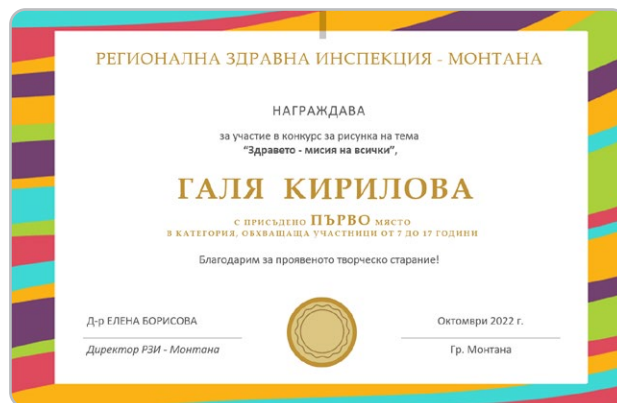 РЕГИОНАЛНА ЗДРАВНА ИНСПЕКЦИЯ - МОНТАНА
НАГРАЖДАВА
за участие в конкурс за рисунка на тема
“Здравето - мисия на всички”,
ГАЛЯ КИРИЛОВА
С ПРИСЪДЕНО ПЪРВО МЯСТО
В КАТЕГОРИЯ, ОБХВАЩАЩА УЧАСТНИЦИ ОТ 7 ДО 17 ГОДИНИ
Благодарим за проявеното творческо старание!
Д-р ЕЛЕНА БОРИСОВА
Октомври 2022 г.
Директор РЗИ - Монтана
Гр. Монтана